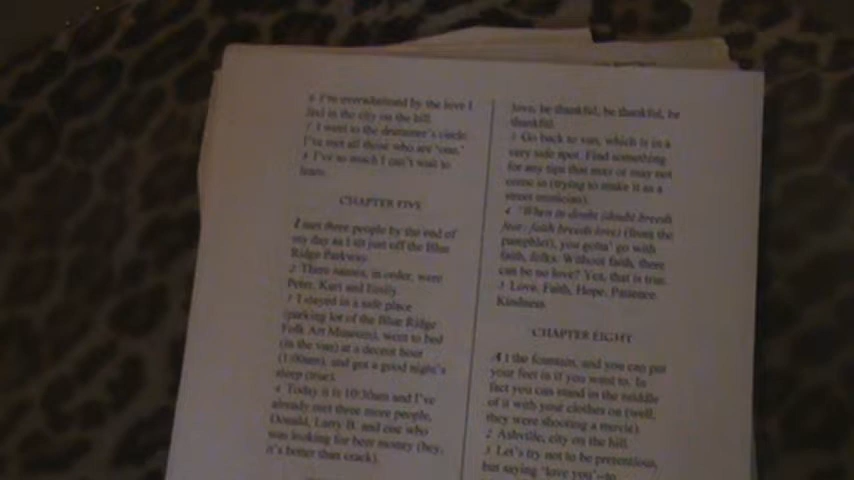 6 I'm overwhelmed by the love I
find in the city on the hill.
7 I went to the drummer's circle.
I've met all those who are 'one.'
8 I've so much I can't wait to
learn.
CHAPTER FIVE
I met three people by the end of
my day as I sit just off the Blue
Ridge Parkway.
2 There names, in order, were
Peter, Kurt and Emily.
3 I stayed in a safe place
(parking lot of the Blue Ridge
Folk Art Museum), went to bed
(in the van) at a decent hour
(1:00am), and got a good night's
sleep (true).
4 Today it is 10:30am and I've
already met three more people,
Donald, Larry B. and one who
was looking for beer money (hey,
it's better than crack).
love, be thankful, be thankful, be
thankful.
3 Go back to van, which is in a
very safe spot. Find something
for any tips that may or may not
come in (trying to make it as a
street musician).
4 "When in doubt (doubt breeds
fear; faith breeds love) (from the
pamphlet), you gotta' go with
faith, folks. Without faith, there
can be no love? Yes, that is true.
5 Love, Faith, Hope, Patience
Kindness.
CHAPTER EIGHT
At the fountain, and you can put
your feet in if you want to. In
fact you can stand in the middle
of it with your clothes on (well,
they were shooting a movie).
2 Ashville, city on the hill.
3 Let's try not to be pretentious,
but saying 'love you'--to